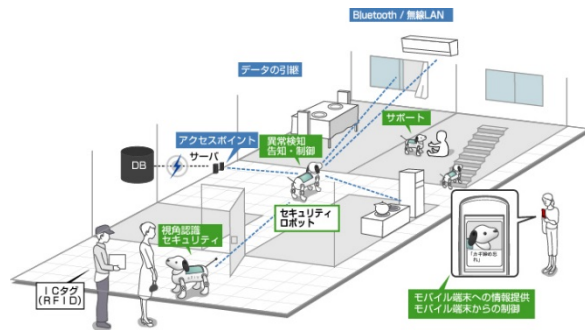 Bluetooth / 無線LAN
データの引継
サポート
アクセスポイント
異常検知
告知・制御
サーバ
DB
セキュリティ
ロボット
視角認識
セキュリティ
ICタグ
(RFID)
モバイル端末への情報提供
モバイル端末からの制御